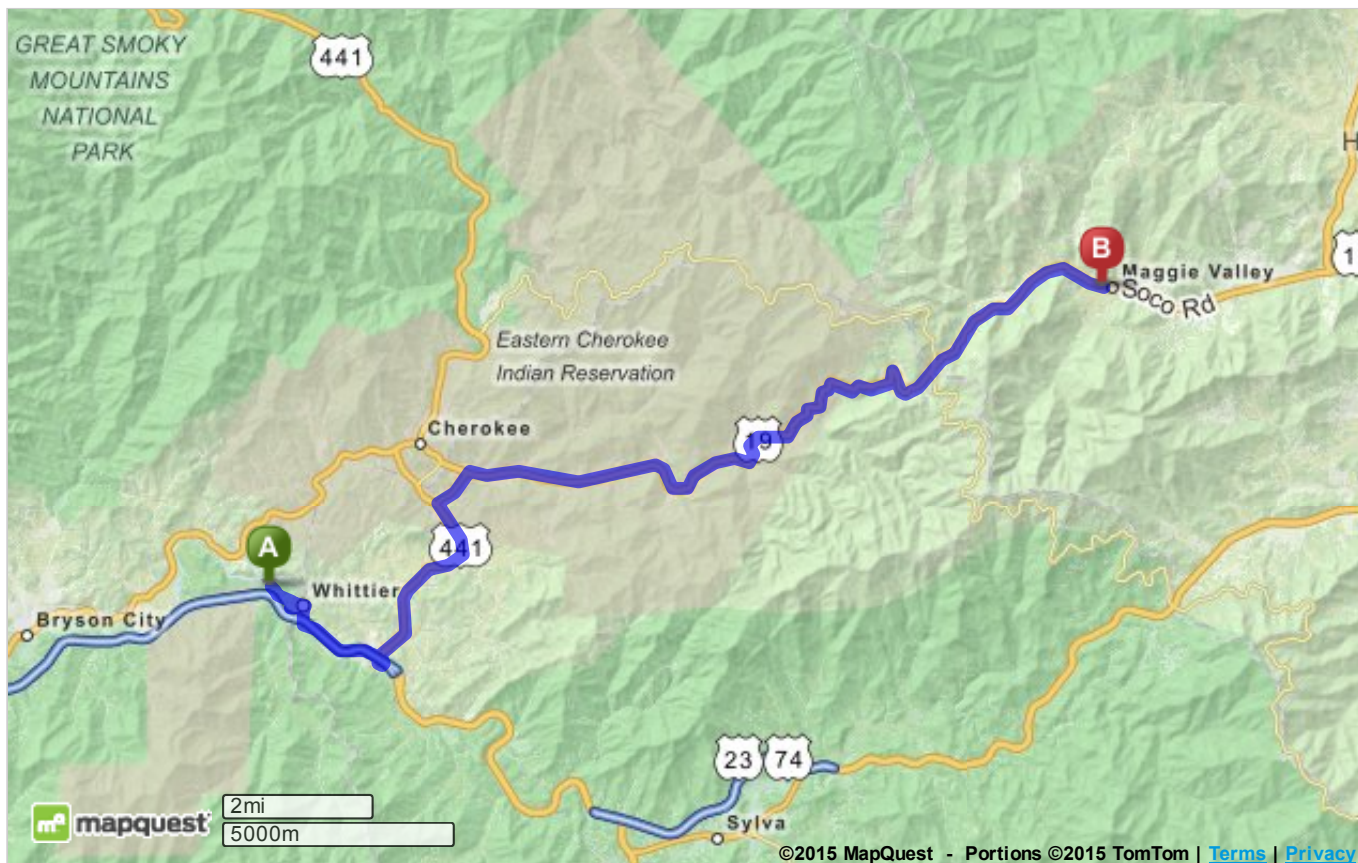 GREAT SMOKY
MOUNTAINS
NATIONAL
PARK
441
H
B
1
Maggie Valley
Soco Rd
Eastern Cherokee
Indian Reservation
Cherokee
19
441
A
Whittier
Bryson City
23
74
Sylva
mapquest
2mi
5000m
©2015 MapQuest - Portions ©2015 TomTom | Terms | Privacy